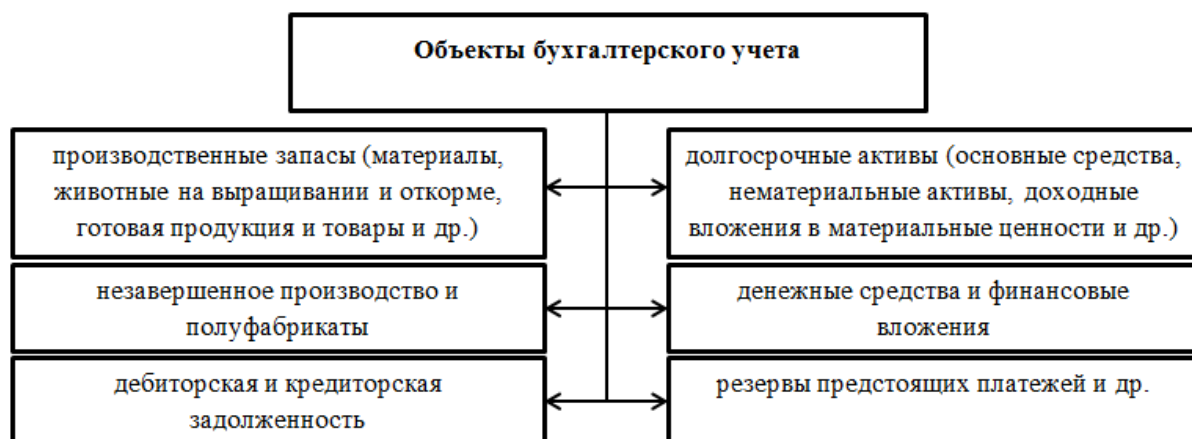 Объекты бухгалтерского учета
производственные запасы (материалы,
животные на выращивании и откорме,
готовая продукция и товары и др.)
долгосрочные активы (основные средства,
нематериальные активы, доходные
вложения в материальные ценности и др.)
незавершенное производство и
полуфабрикаты
денежные средства и финансовые
вложения
дебиторская и кредиторская
задолженность
резервы предстоящих платежей и др.